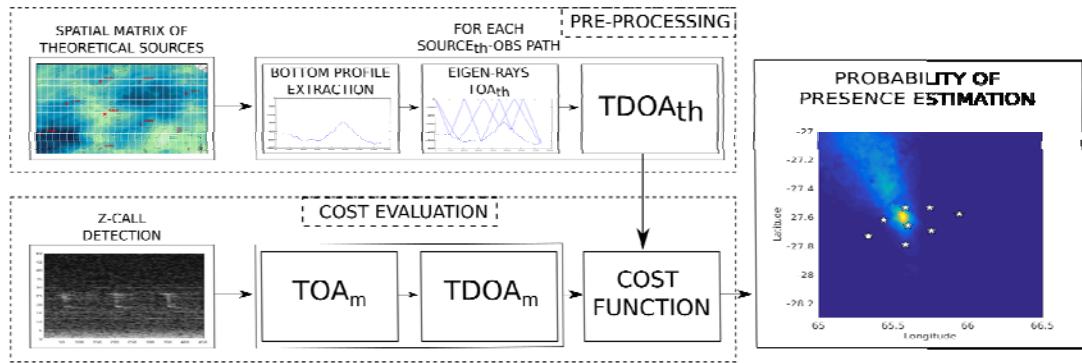 PRE-PROCESSING
SPATIAL MATRIX OF
THEORETICAL SOURCES
FOR EACH
SOURCEth-OBS PATH
BOTTOM PROFILE
EXTRACTION
EIGEN-RAYS
TOAth
TDOAth
COST EVALUATION
Z-CALL
DETECTION
TOAm
TDOAm
COST
FUNCTION
PROBABILITY OF
PRESENCE ESTIMATION
-27
-27.2
-27.4
-27.6
-27.8
-28
-28.2
Latitude
65
65.5
66
66.5
Longitude